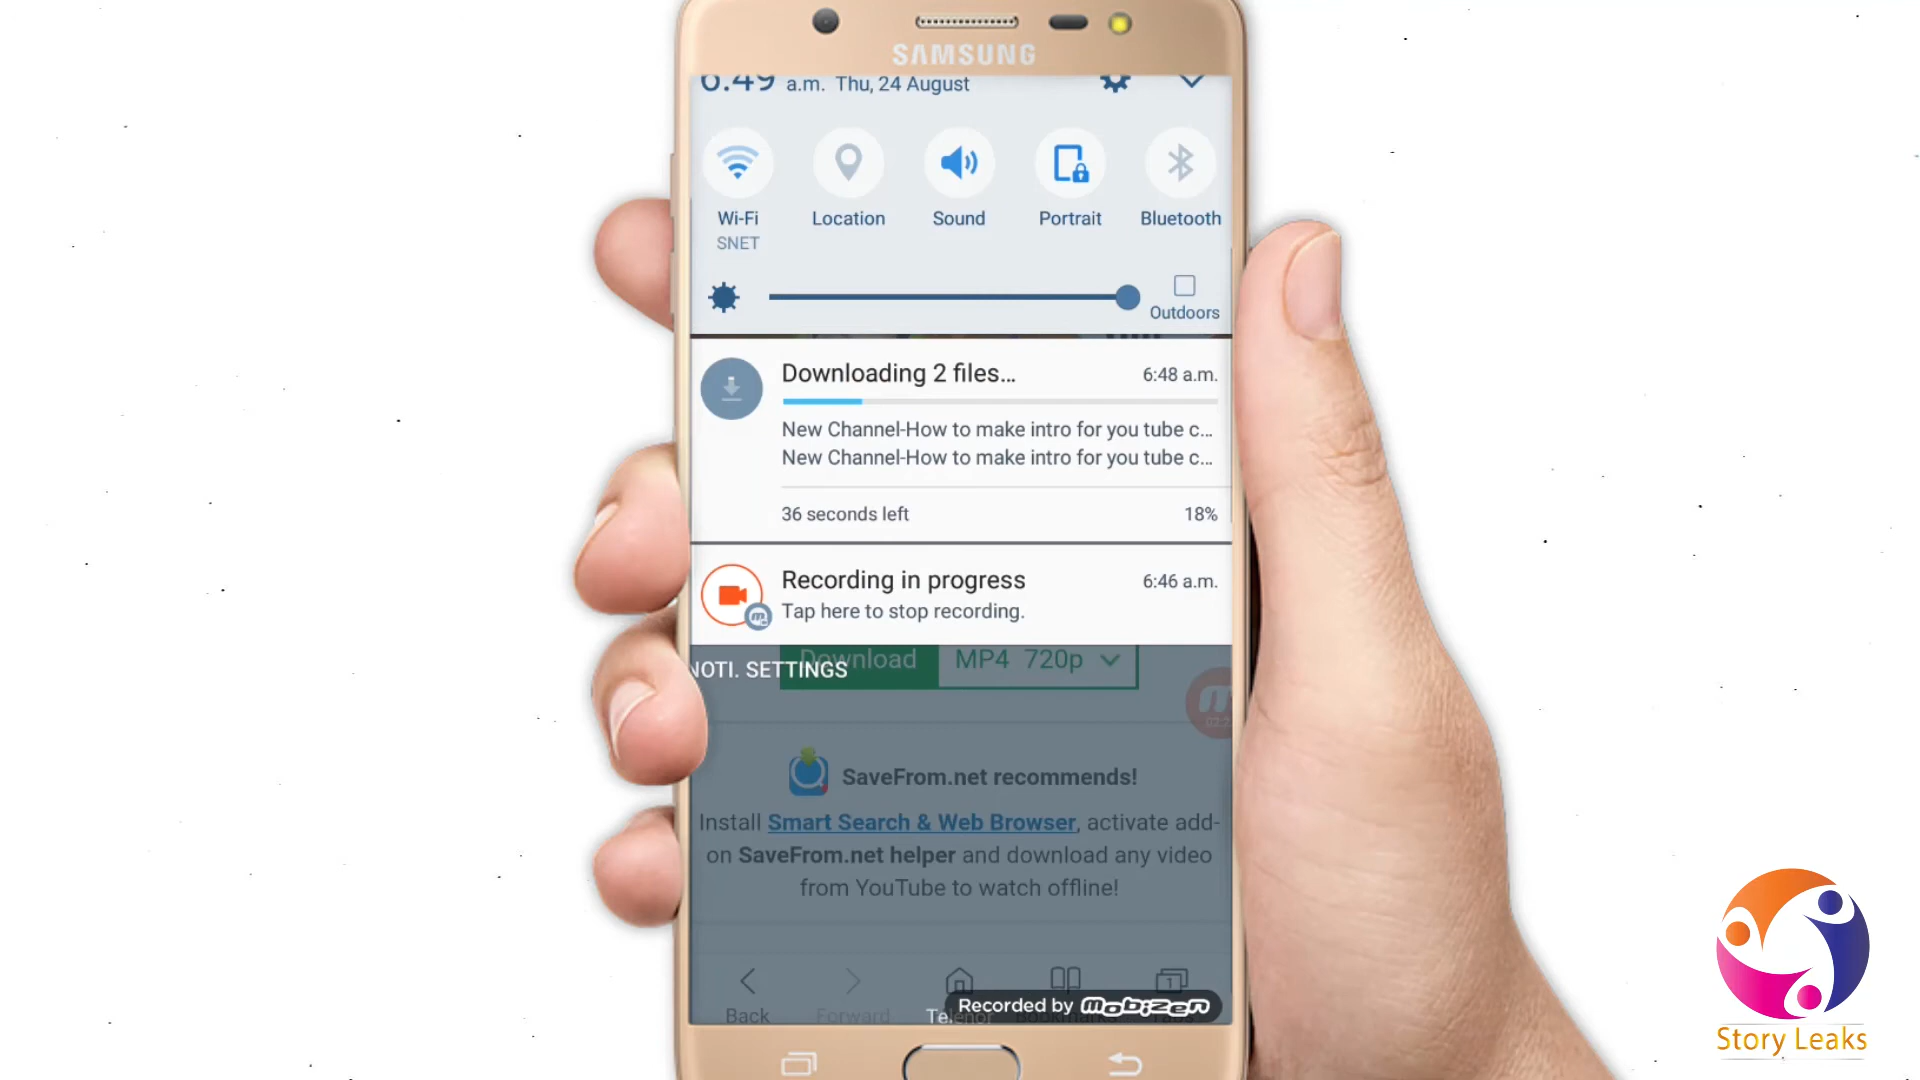 SAMSUNG
6:49 a.m. Thu, 24 August
Wi-Fi
SNET
Location
Sound
Portrait
Bluetooth
Outdoors
Downloading 2 files... 6:48 a.m.
New Channel-How to make intro for you tube c...
New Channel-How to make intro for you tube c...
36 seconds left 18%
Recording in progress 6:46 a.m.
Tap here to stop recording.
NOTI. SETTINGS
Download MP4 720p
SaveFrom.net recommends!
Install Smart Search & Web Browser, activate add-
on SaveFrom.net helper and download any video
from YouTube to watch offline!
1
Back Forward
Telenor
Recorded by mobizen
Story Leaks